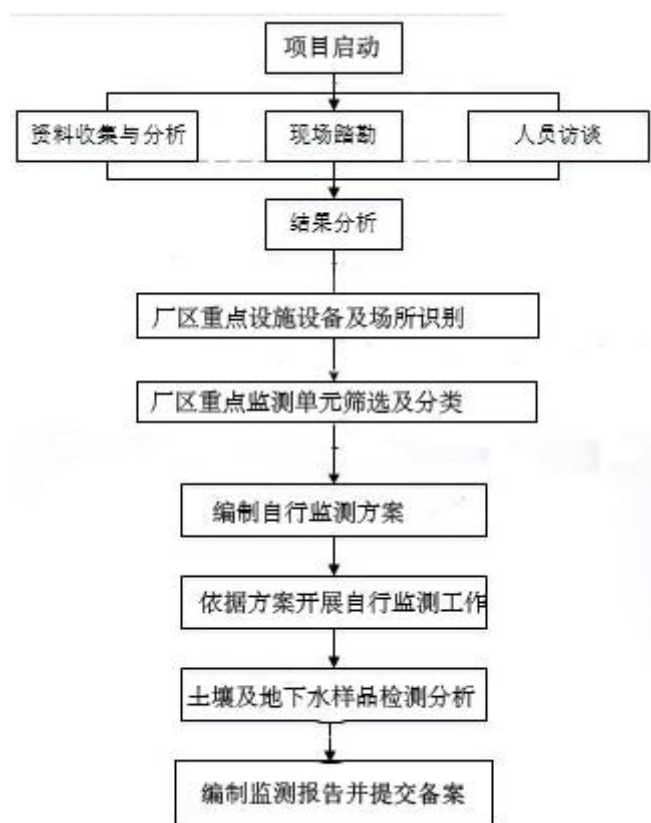 项目启动
资料收集与分析
现场踏勘
人员访谈
结果分析
厂区重点设施设备及场所识别
厂区重点监测单元筛选及分类
编制自行监测方案
依据方案开展自行监测工作
土壤及地下水样品检测分析
编制监测报告并提交备案